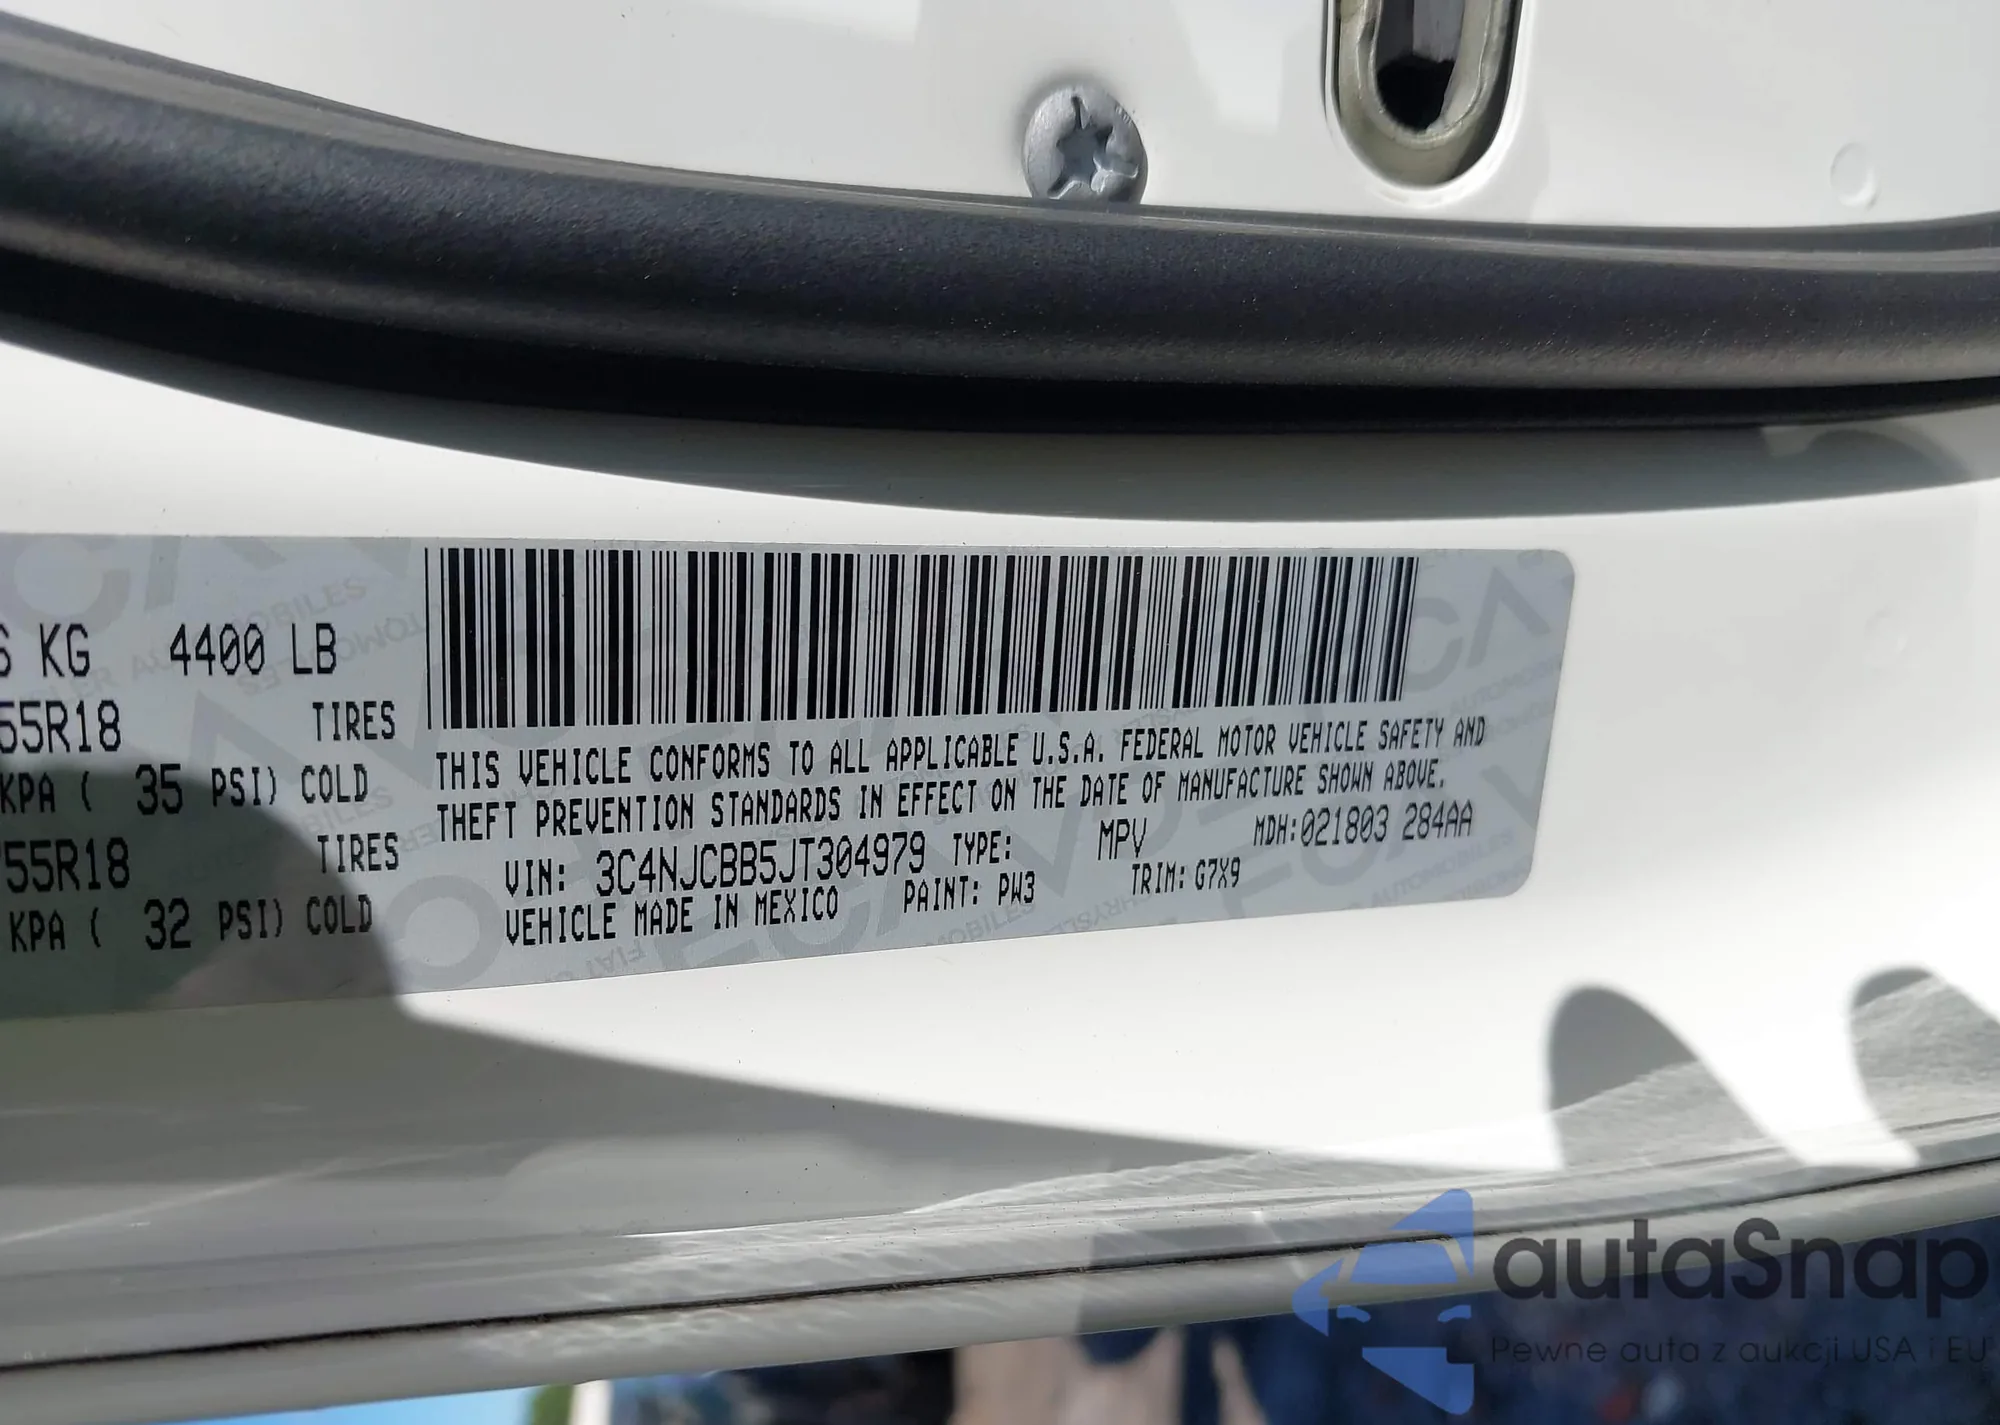 6 KG 4400 LB
55R18 TIRES
KPA ( 35 PSI) COLD
55R18 TIRES
KPA ( 32 PSI) COLD
THIS VEHICLE CONFORMS TO ALL APPLICABLE U.S.A. FEDERAL MOTOR VEHICLE SAFETY AND
THEFT PREVENTION STANDARDS IN EFFECT ON THE DATE OF MANUFACTURE SHOWN ABOVE.
VIN: 3C4NJCBB5JT304979 TYPE: MPV MDH:021803 284AA
VEHICLE MADE IN MEXICO PAINT: PW3 TRIM: G7X9
autaSnap
Pewne auta z aukcji USA i EU